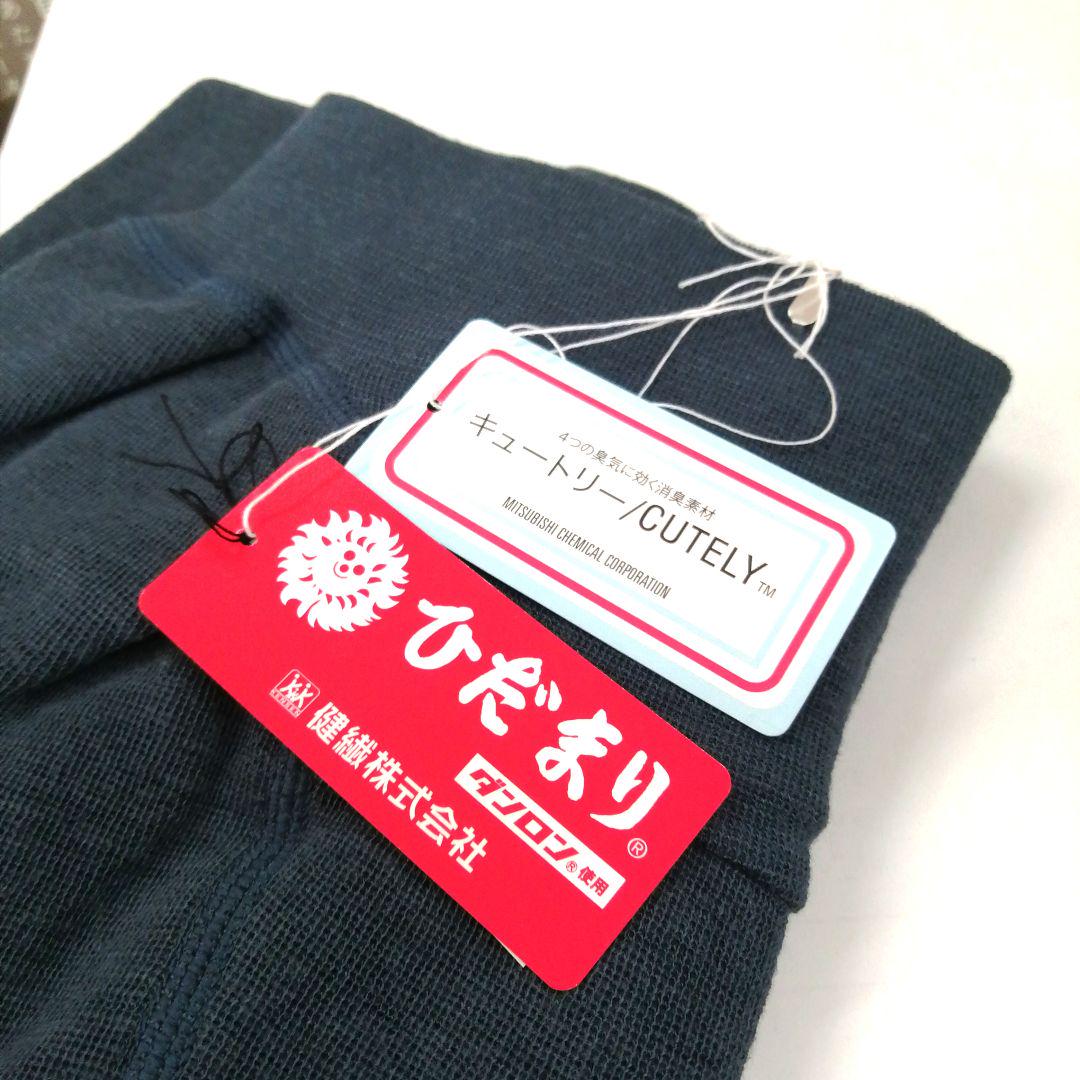 4つの臭気に効く消臭素材
キュートリー/CUTELY™
MITSUBISHI CHEMICAL CORPORATION
ひだまり®
KENSEN
健繊株式会社
ダンロン®使用